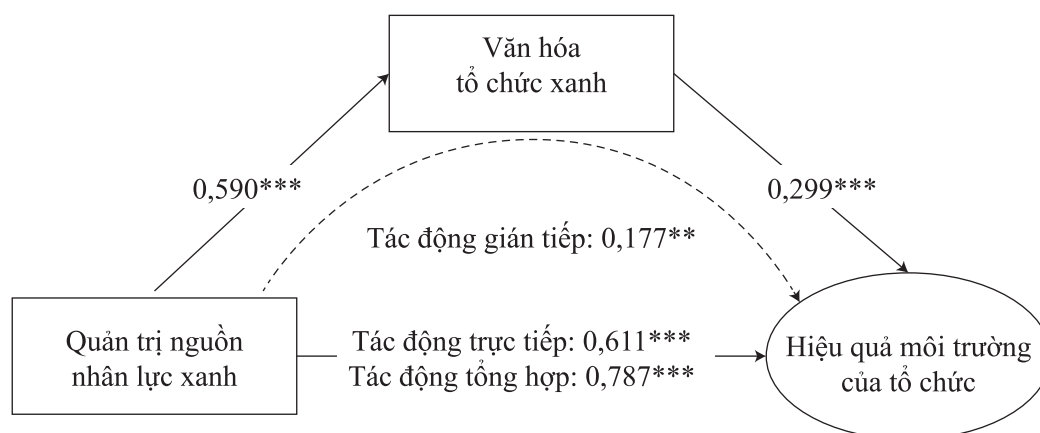 Văn hóa
tổ chức xanh
0,590***
0,299***
Tác động gián tiếp: 0,177**
Quản trị nguồn
nhân lực xanh
Tác động trực tiếp: 0,611***
Tác động tổng hợp: 0,787***
Hiệu quả môi trường
của tổ chức